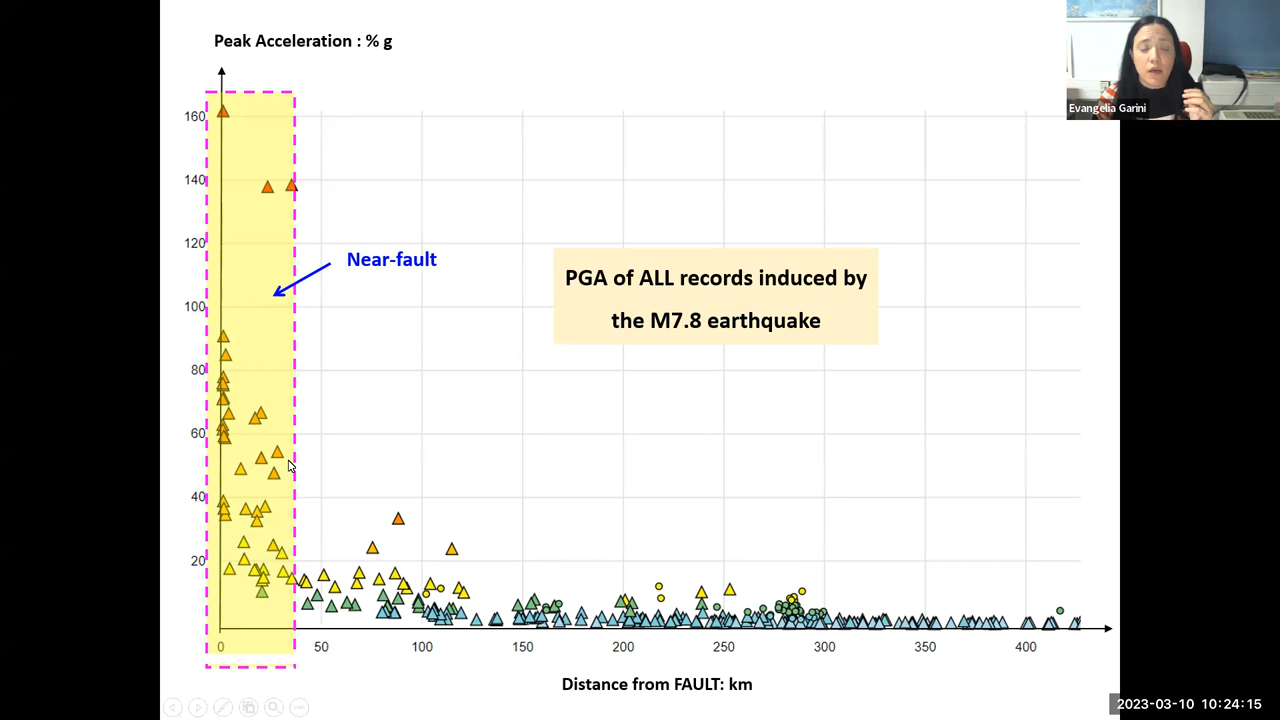 Peak Acceleration : % g
Evangelia Garini
160
140
120
100
80
60
40
20
Near-fault
PGA of ALL records induced by
the M7.8 earthquake
0 50 100 150 200 250 300 350 400
Distance from FAULT: km
2023-03-10 10:24:15